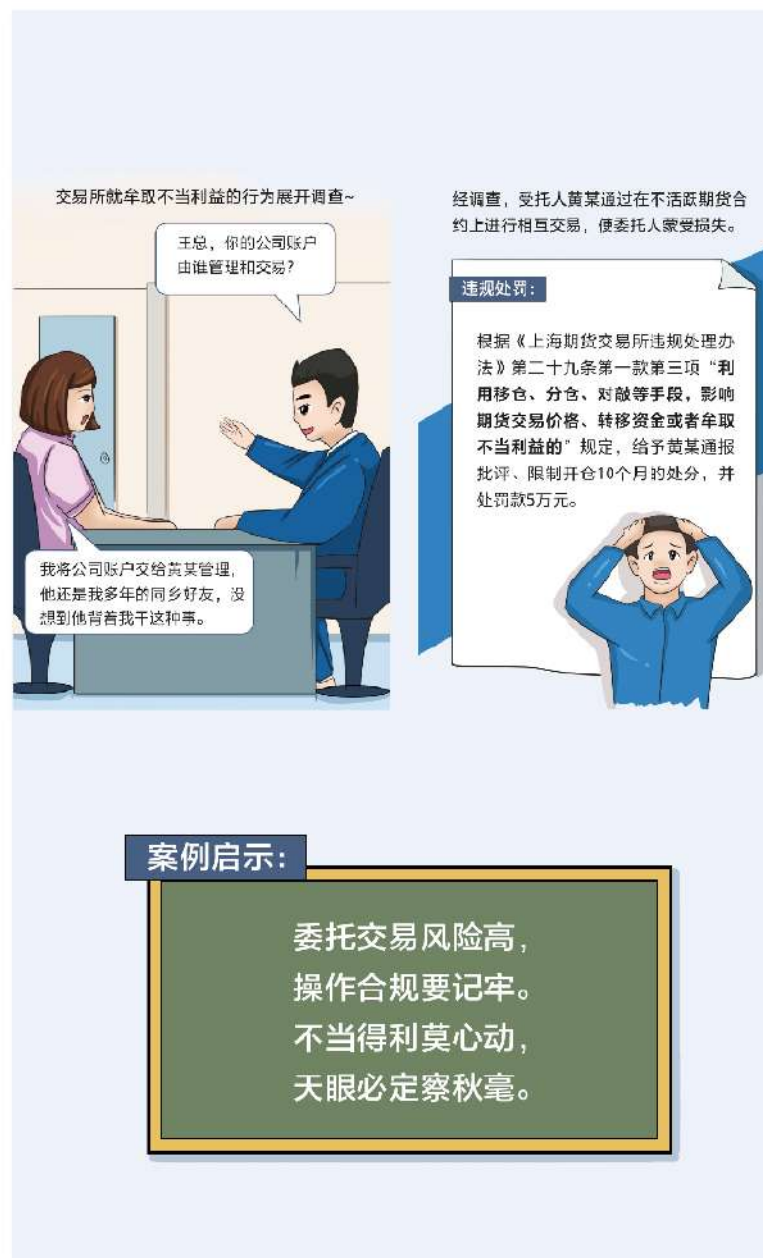 交易所就牟取不当利益的行为展开调查~
王总，你的公司账户
由谁管理和交易？
我将公司账户交给黄某管理，
他还是我多年的同乡好友，没
想到他背着我干这种事。
经调查，受托人黄某通过在不活跃期货合
约上进行相互交易，使委托人蒙受损失。
违规处罚：
根据《上海期货交易所违规处理办
法》第二十九条第一款第三项“利
用移仓、分仓、对敲等手段，影响
期货交易价格、转移资金或者牟取
不当利益的”规定，给予黄某通报
批评、限制开仓10个月的处分，并
处罚款5万元。
案例启示：
委托交易风险高，
操作合规要记牢。
不当得利莫心动，
天眼必定察秋毫。